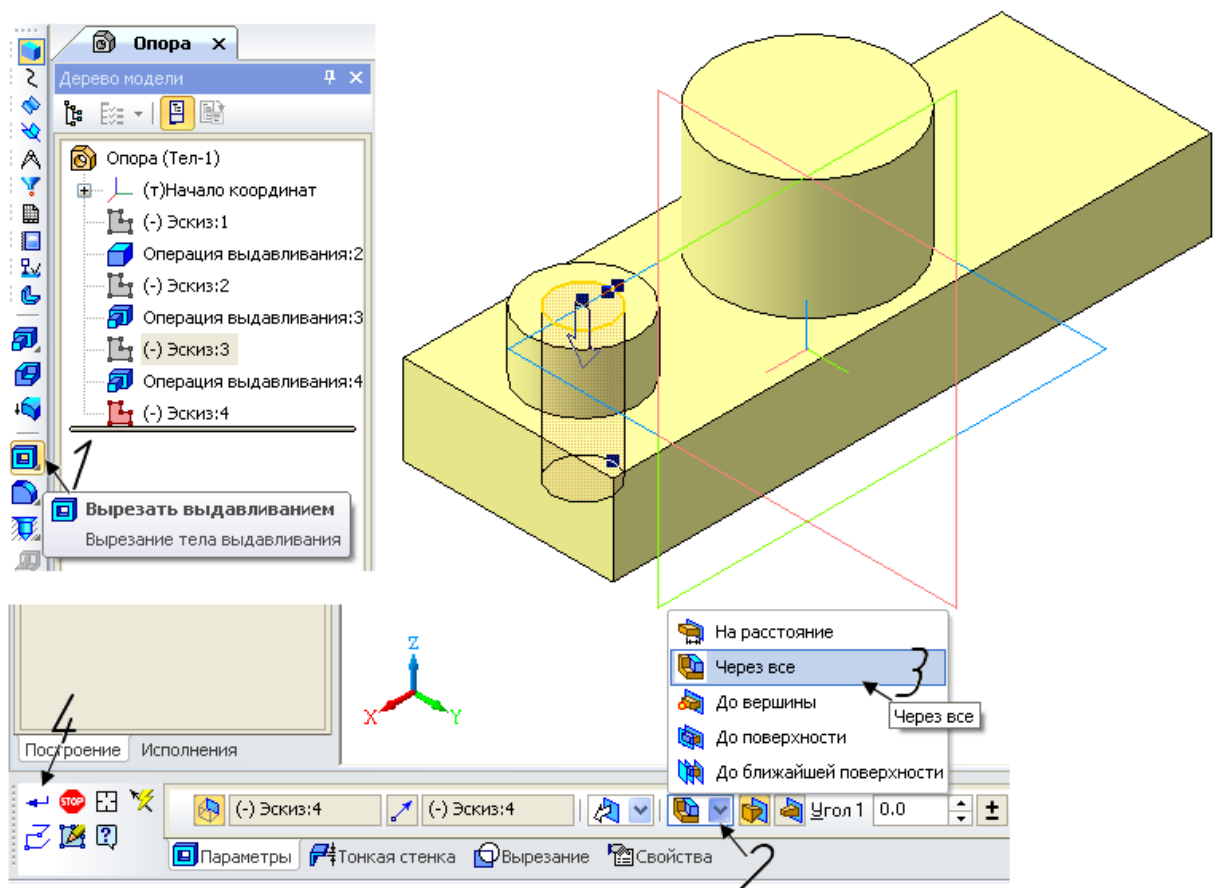 Опора
Дерево модели
Опора (Тел-1)
(т)Начало координат
(-) Эскиз:1
Операция выдавливания:2
(-) Эскиз:2
Операция выдавливания:3
(-) Эскиз:3
Операция выдавливания:4
(-) Эскиз:4
1
Вырезать выдавливанием
Вырезание тела выдавливания
Z
X
Y
На расстояние
Через все
3
До вершины
Через все
До поверхности
До ближайшей поверхности
4
Построение Исполнения
STOP (-) Эскиз:4 (-) Эскиз:4 Угол 1 0.0 ±
Параметры Тонкая стенка Вырезание Свойства
2